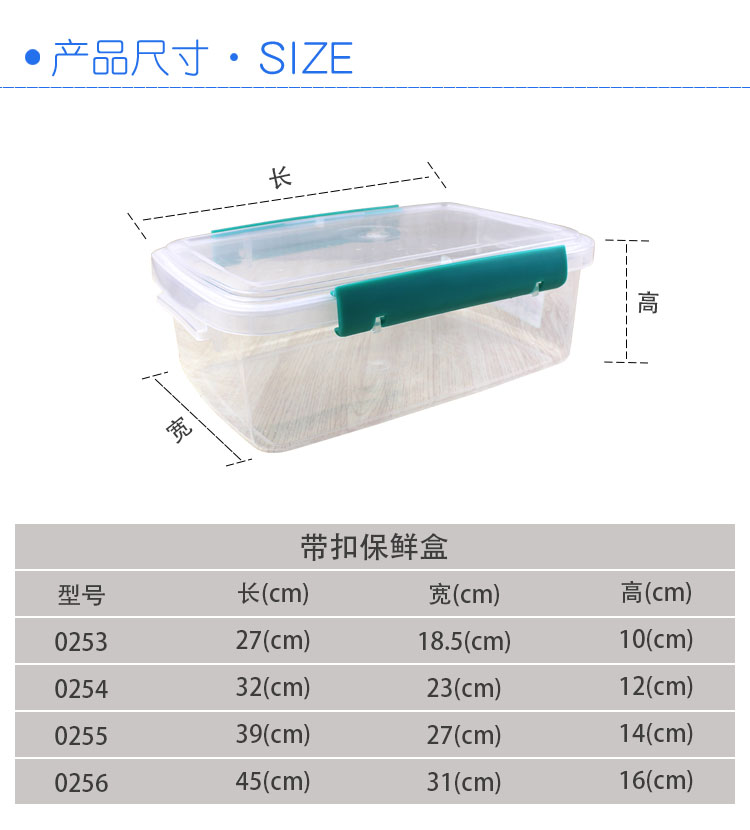 ● 产品尺寸 · SIZE
长
高
宽
带扣保鲜盒
型号 长(cm) 宽(cm) 高(cm)
0253 27(cm) 18.5(cm) 10(cm)
0254 32(cm) 23(cm) 12(cm)
0255 39(cm) 27(cm) 14(cm)
0256 45(cm) 31(cm) 16(cm)